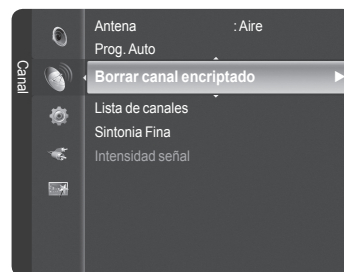 Canal
Antena : Aire
Prog. Auto
Borrar canal encriptado
Lista de canales
Sintonia Fina
Intensidad señal